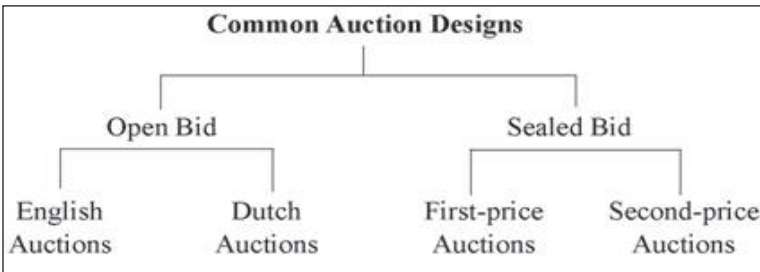 Common Auction Designs
Open Bid
Sealed Bid
English Auctions
Dutch Auctions
First-price Auctions
Second-price Auctions